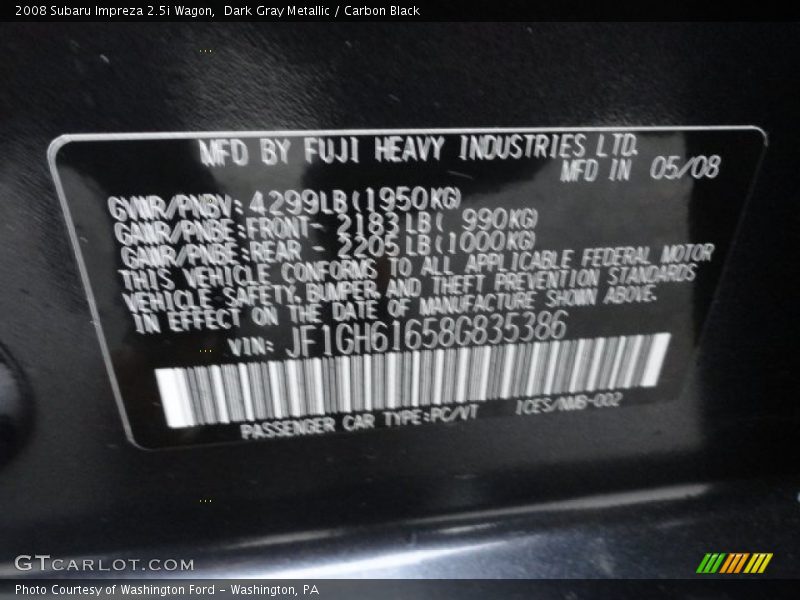 2008 Subaru Impreza 2.5i Wagon,  Dark Gray Metallic / Carbon Black
MFD BY FUJI HEAVY INDUSTRIES LTD.
MFD IN 05/08
GVWR/PNBV:4299LB(1950KG)
GAWR/PNBE:FRONT- 2183LB( 990KG)
GAWR/PNBE:REAR - 2205LB(1000KG)
THIS VEHICLE CONFORMS TO ALL APPLICABLE FEDERAL MOTOR
VEHICLE SAFETY, BUMPER, AND THEFT PREVENTION STANDARDS
IN EFFECT ON THE DATE OF MANUFACTURE SHOWN ABOVE.
VIN: JF1GH61658G835386
PASSENGER CAR TYPE:PC/VT ICES/NMB-002
GTCARLOT.COM
Photo Courtesy of Washington Ford - Washington, PA